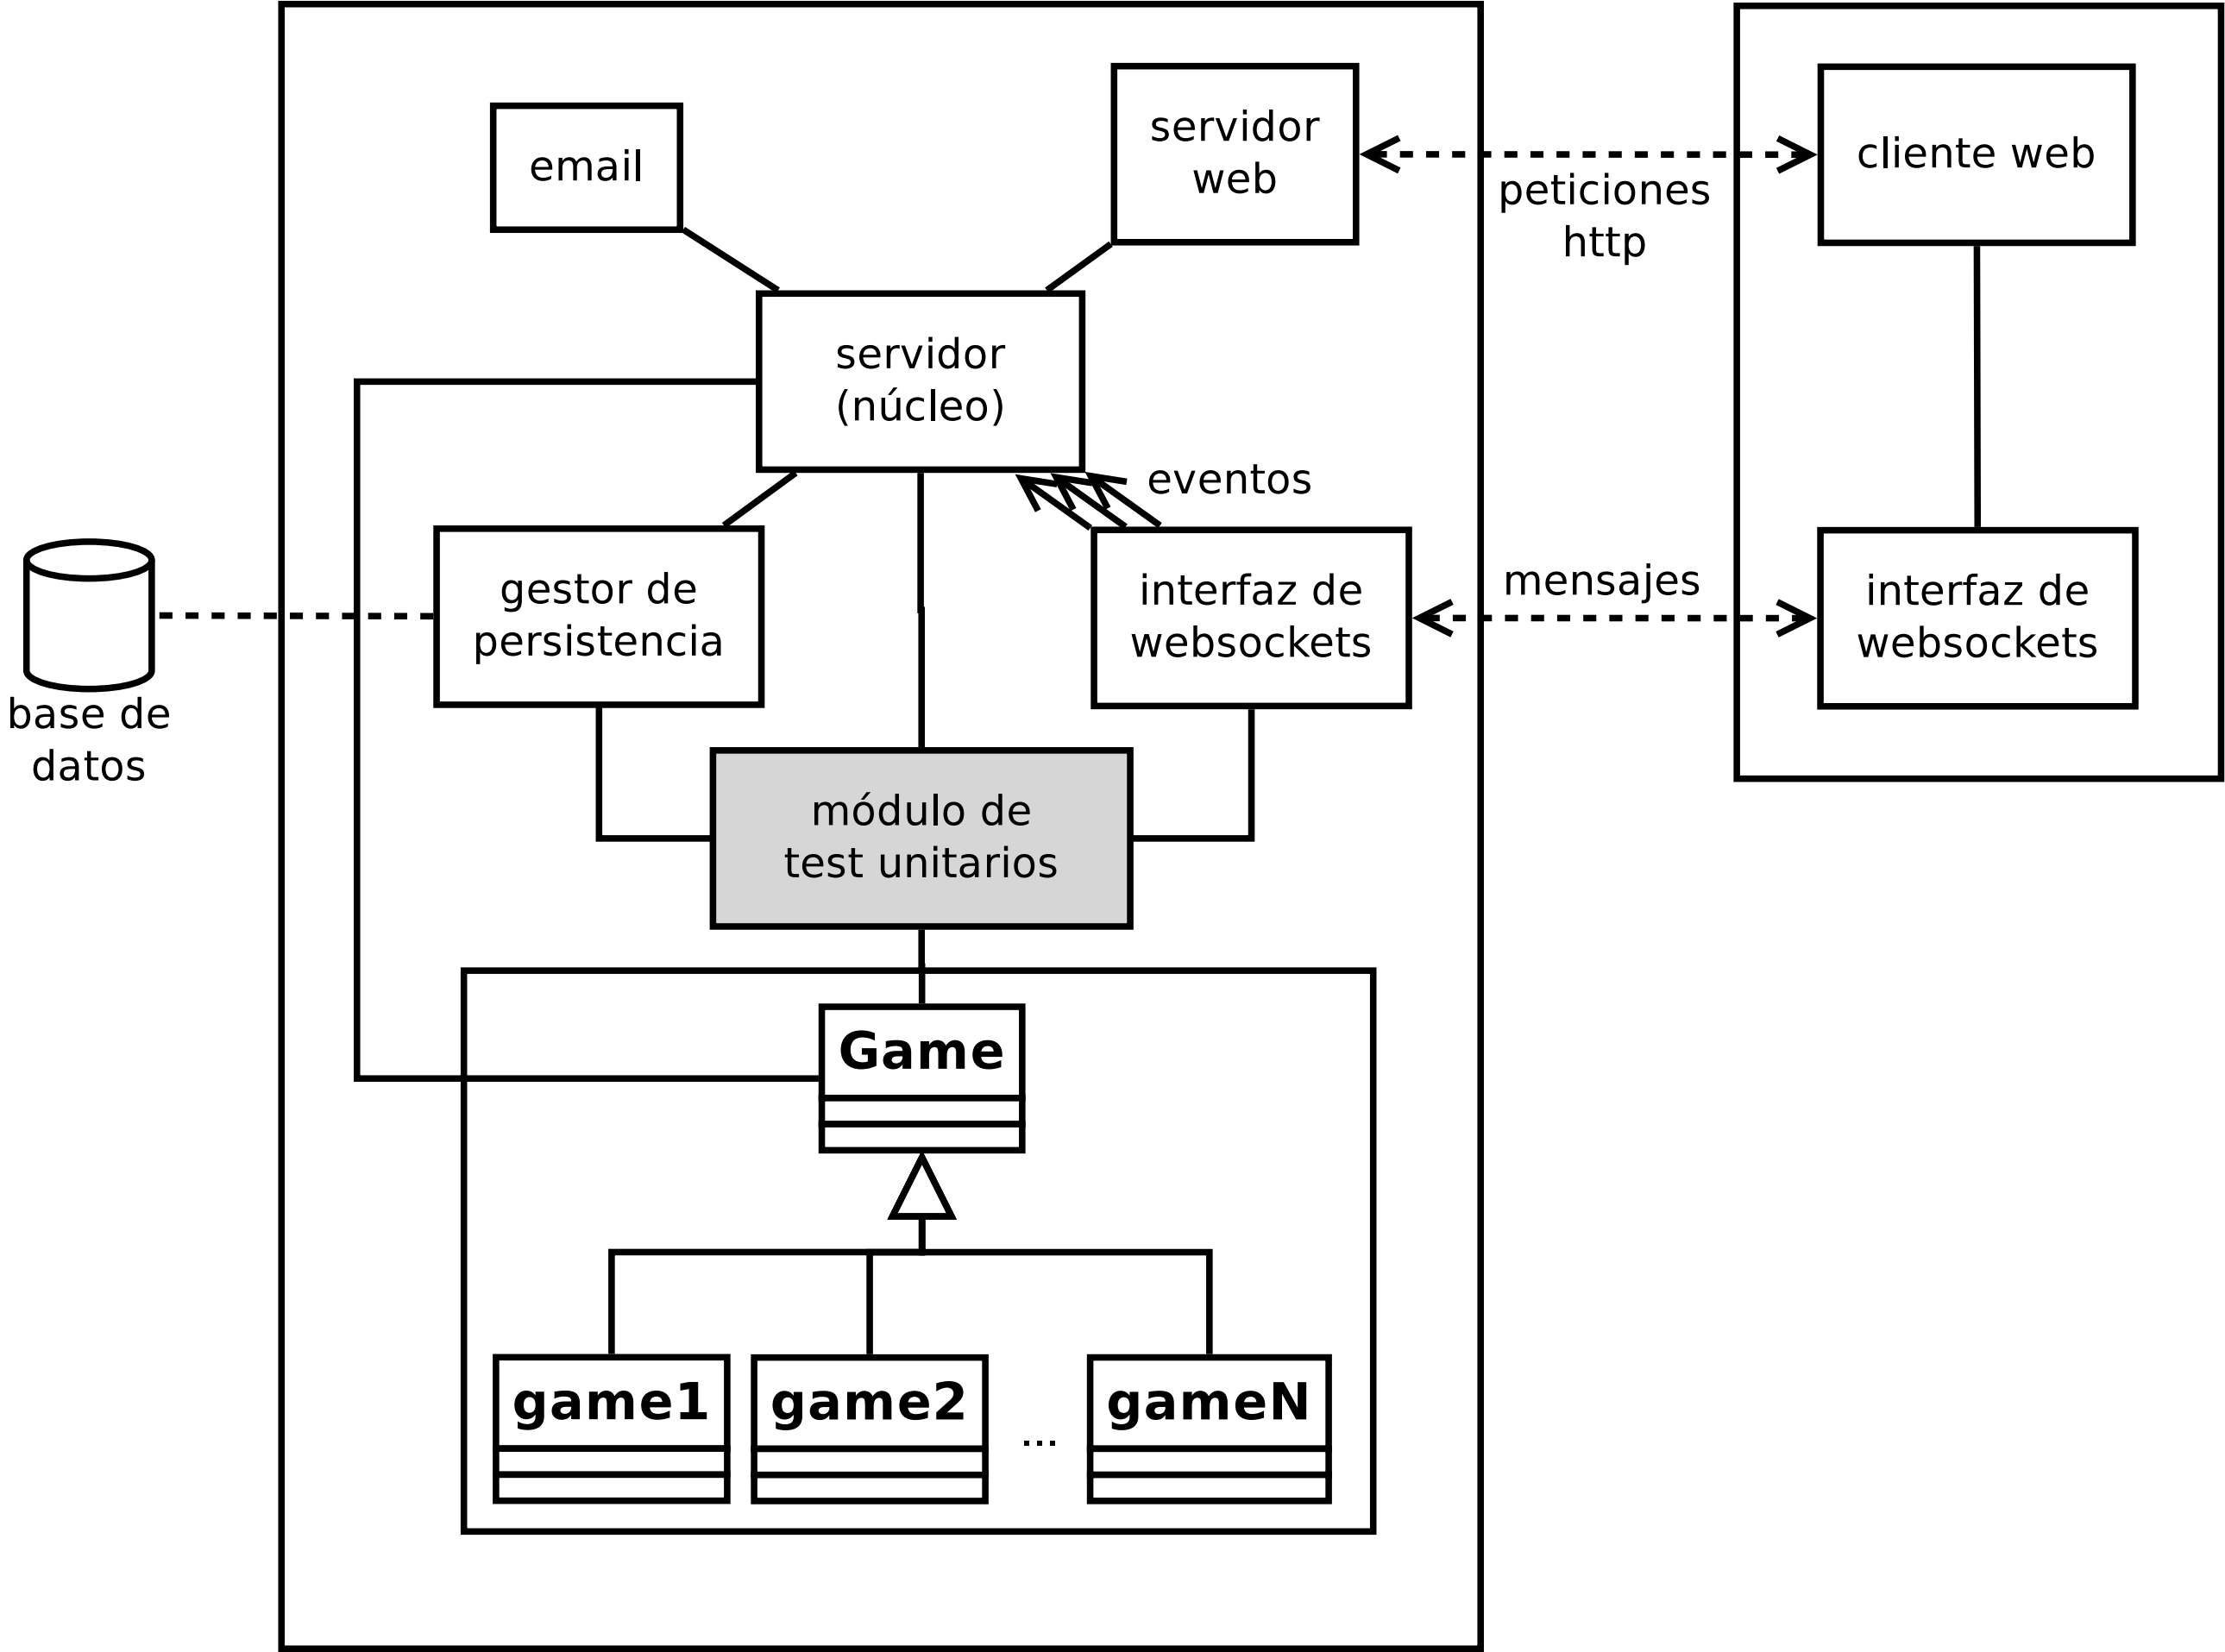 email
servidor
web
cliente web
peticiones
http
servidor
(núcleo)
eventos
gestor de
persistencia
interfaz de
websockets
mensajes
interfaz de
websockets
base de
datos
módulo de
test unitarios
Game
game1
game2
...
gameN